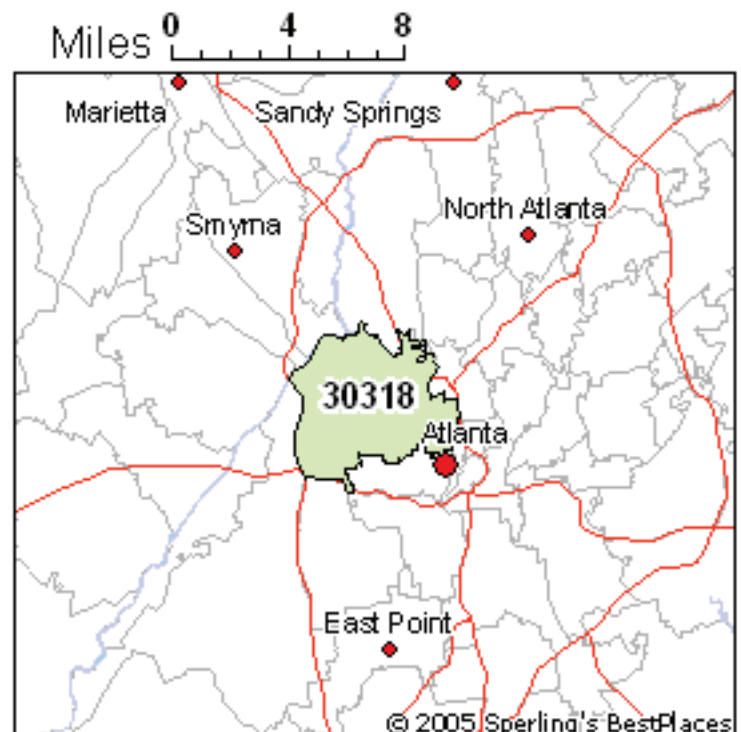 Miles 0 4 8
Marietta Sandy Springs
North Atlanta
Smyrna
30318
Atlanta
East Point
© 2005 Sperling's BestPlaces